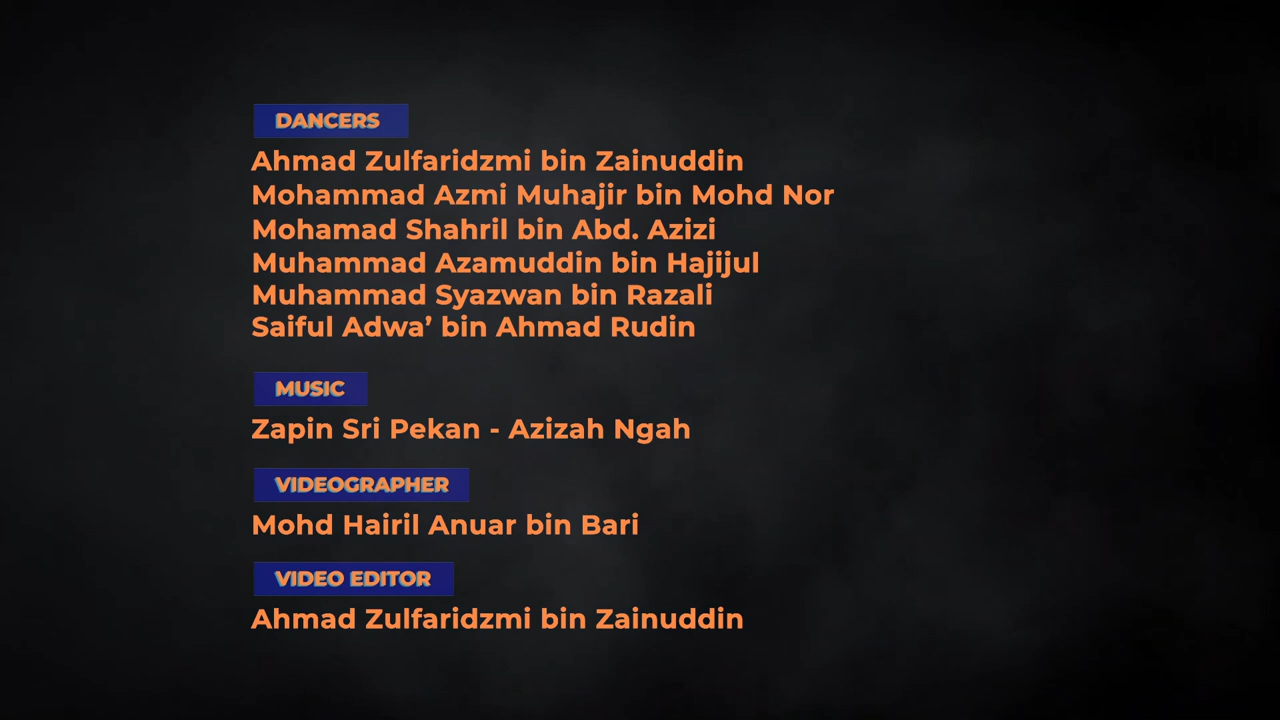 DANCERS
Ahmad Zulfaridzmi bin Zainuddin
Mohammad Azmi Muhajir bin Mohd Nor
Mohamad Shahril bin Abd. Azizi
Muhammad Azamuddin bin Hajijul
Muhammad Syazwan bin Razali
Saiful Adwa’ bin Ahmad Rudin
MUSIC
Zapin Sri Pekan - Azizah Ngah
VIDEOGRAPHER
Mohd Hairil Anuar bin Bari
VIDEO EDITOR
Ahmad Zulfaridzmi bin Zainuddin